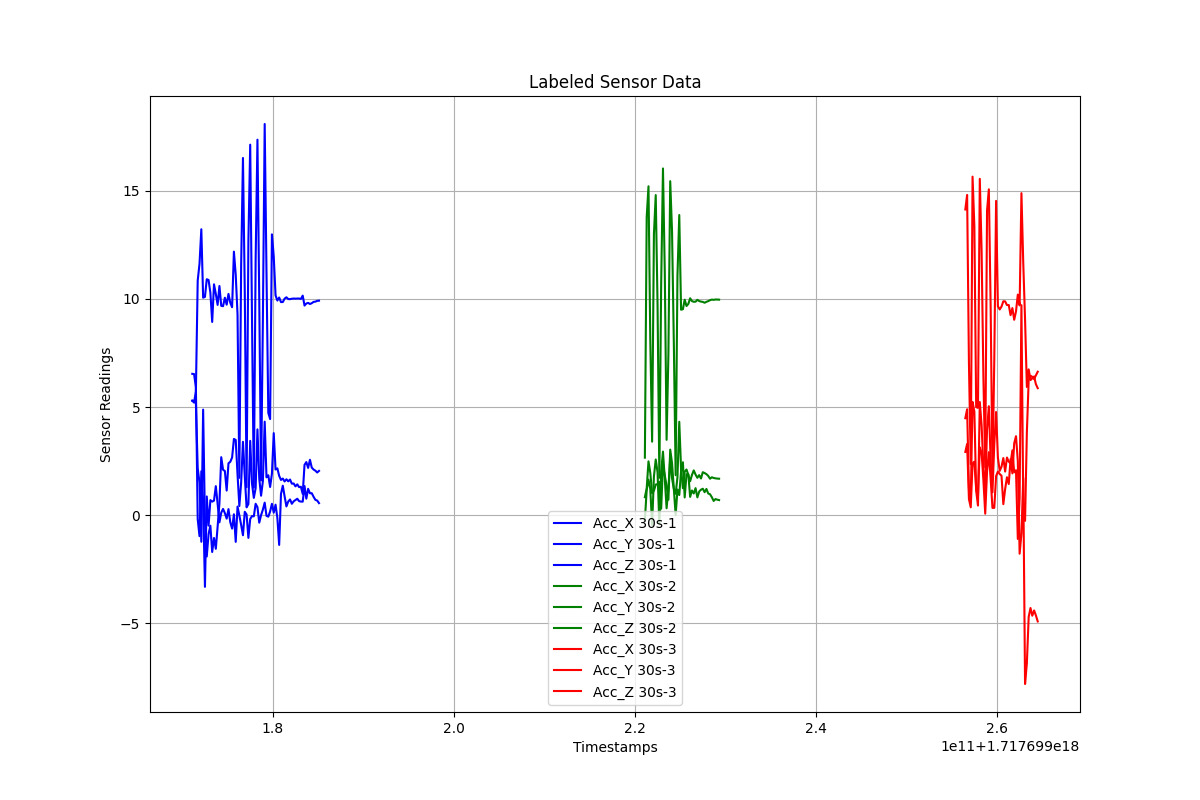 Labeled Sensor Data
Sensor Readings
15
10
5
0
−5
Acc_X 30s-1
Acc_Y 30s-1
Acc_Z 30s-1
Acc_X 30s-2
Acc_Y 30s-2
Acc_Z 30s-2
Acc_X 30s-3
Acc_Y 30s-3
Acc_Z 30s-3
1.8 2.0 2.2 2.4 2.6
Timestamps
1e11+1.717699e18